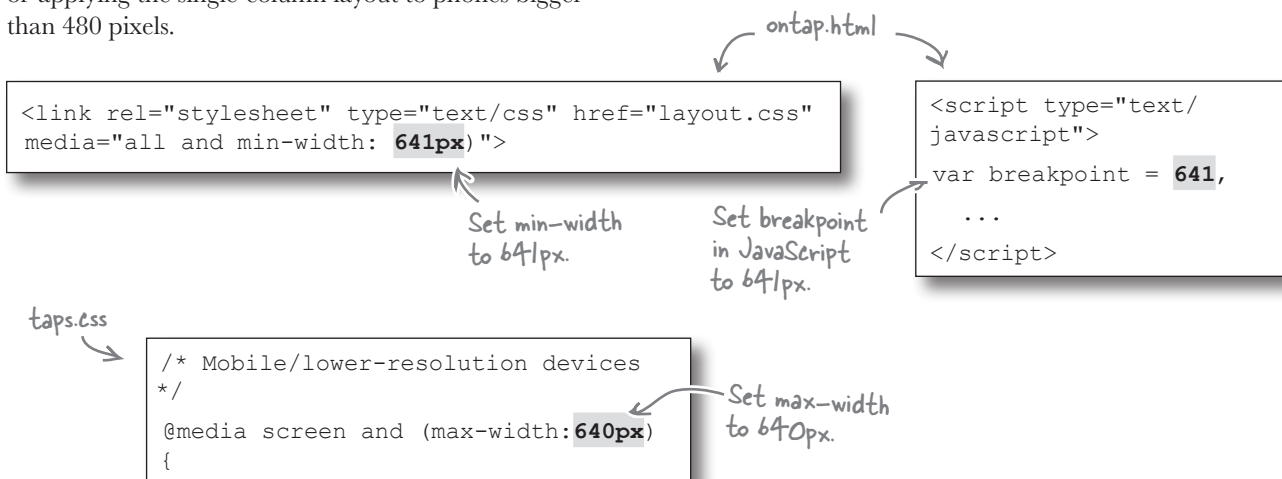 or applying the single-column layout to phones bigger
than 480 pixels.
ontap.html
<link rel="stylesheet" type="text/css" href="layout.css"
media="all and min-width: 641px)">
Set min-width
to 641px.
<script type="text/
javascript">
var breakpoint = 641,
...
</script>
Set breakpoint
in JavaScript
to 641px.
taps.css
/* Mobile/lower-resolution devices
*/
@media screen and (max-width:640px)
{
Set max-width
to 640px.